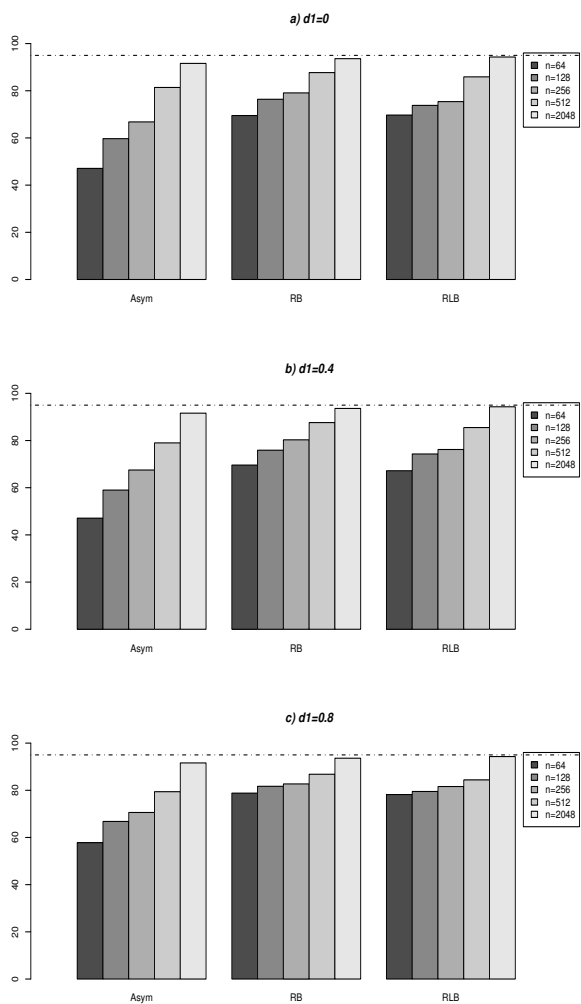 a) d1=0
100
80
60
40
20
0
n=64
n=128
n=256
n=512
n=2048
Asym RB RLB
b) d1=0.4
100
80
60
40
20
0
n=64
n=128
n=256
n=512
n=2048
Asym RB RLB
c) d1=0.8
100
80
60
40
20
0
n=64
n=128
n=256
n=512
n=2048
Asym RB RLB